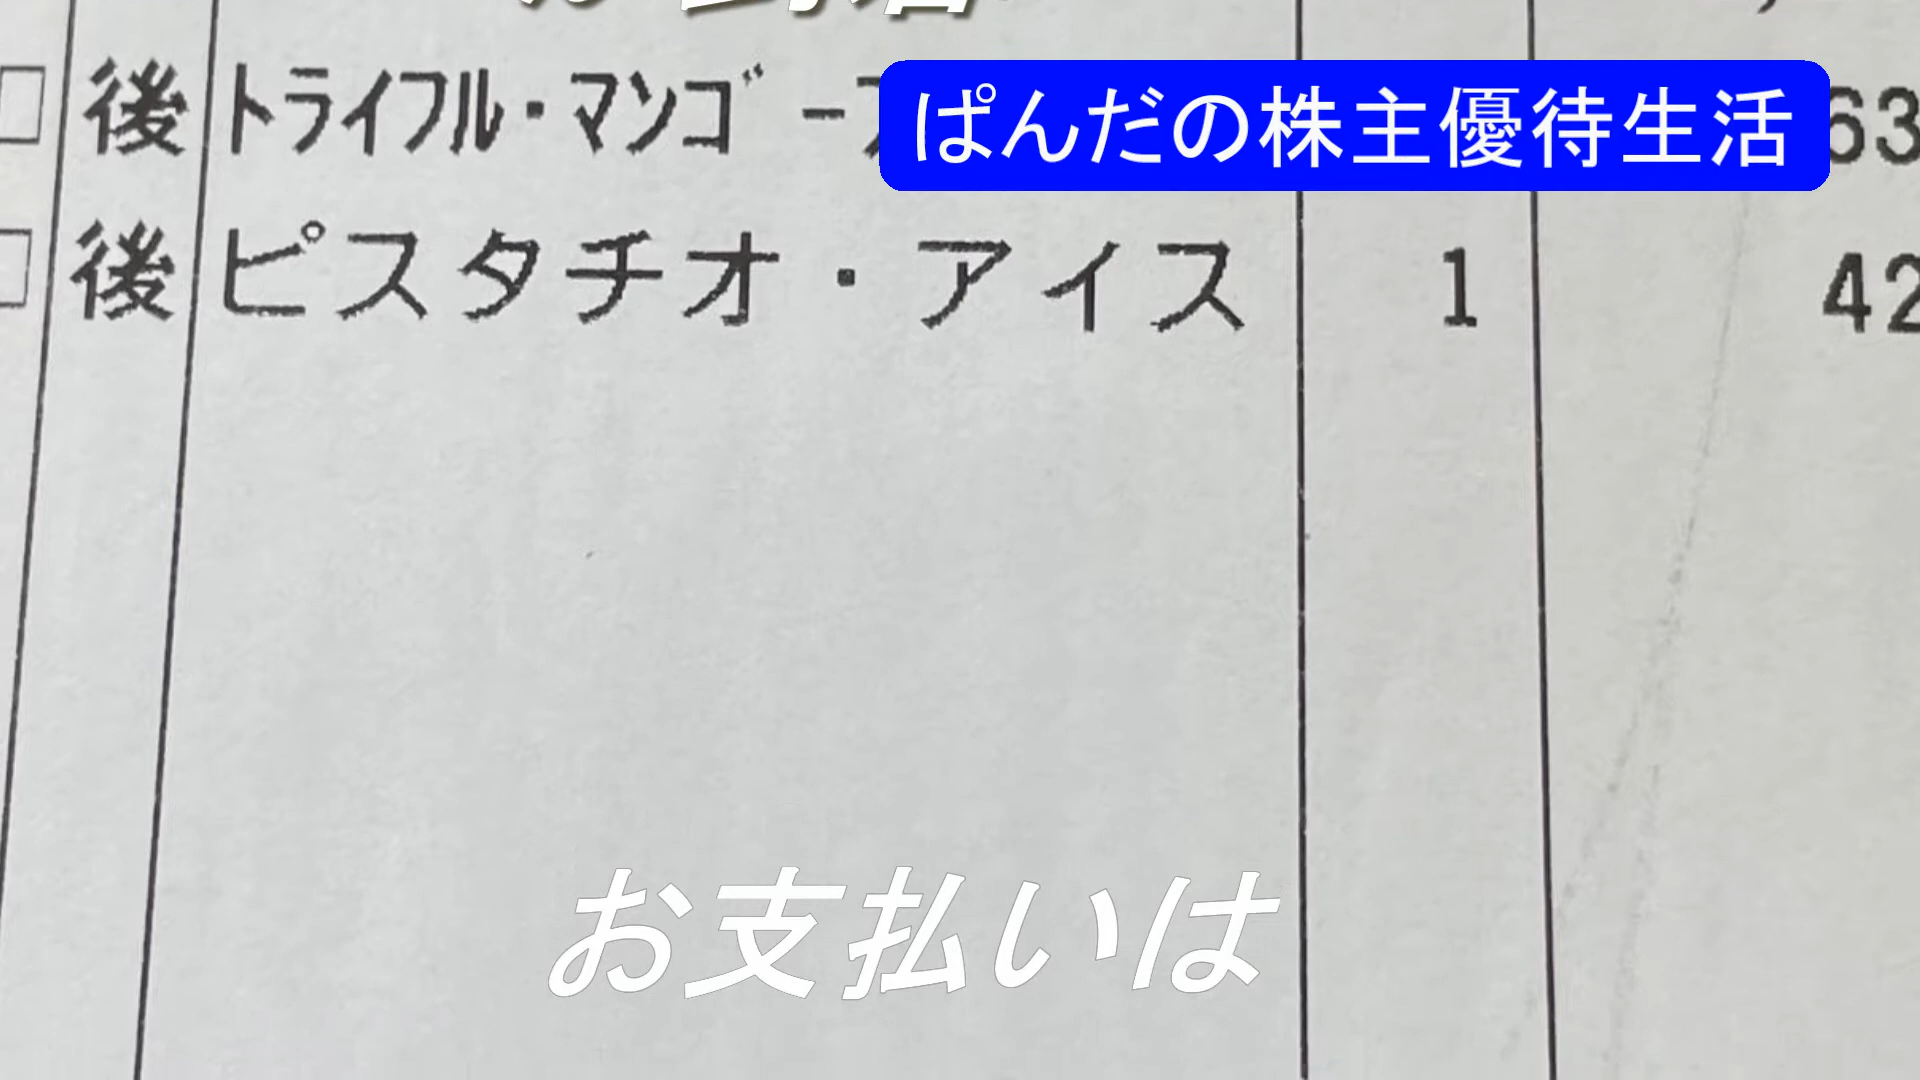 後 トライフル・マンゴー
ぱんだの株主優待生活
63
後 ピスタチオ・アイス 1 42
お支払いは